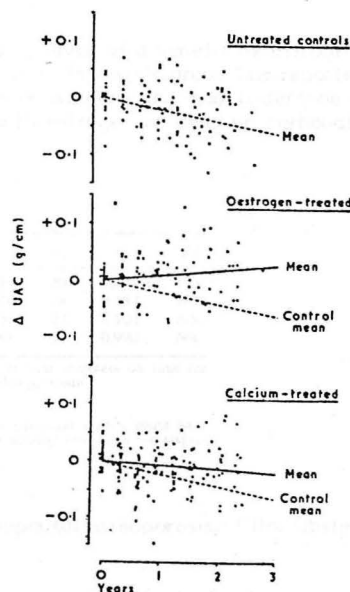 Untreated controls
+ 0·1
0
Mean
− 0·1
Oestrogen-treated
+ 0·1
Mean
0
Control
mean
− 0·1
Δ UAC (g/cm)
Calcium-treated
+ 0·1
0
Mean
Control
mean
− 0·1
0 1 2 3
Years